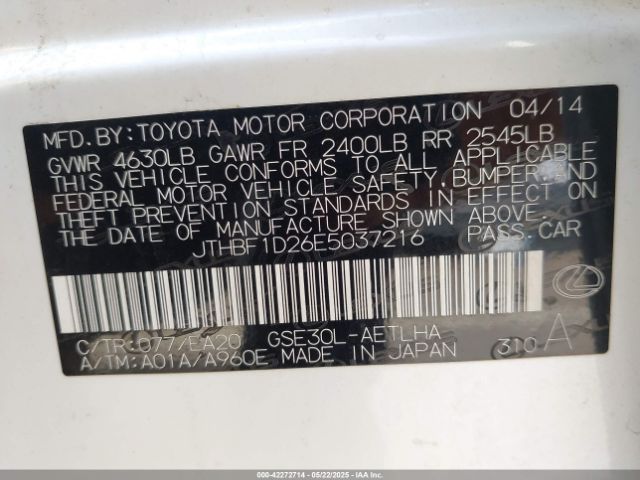 MFD.BY:TOYOTA MOTOR CORPORATION 04/14
GVWR 4630LB GAWR FR 2400LB RR 2545LB
THIS VEHICLE CONFORMS TO ALL APPLICABLE
FEDERAL MOTOR VEHICLE SAFETY,BUMPER,AND
THEFT PREVENTION STANDARDS IN EFFECT ON
THE DATE OF MANUFACTURE SHOWN ABOVE.
JTHBF1D26E5037216 PASS.CAR
C/TR:077/EA20 GSE30L-AETLHA
A/TM:A01A/A960E MADE IN JAPAN 310 A
000-42272714 - 05/22/2025 - IAAI.COM